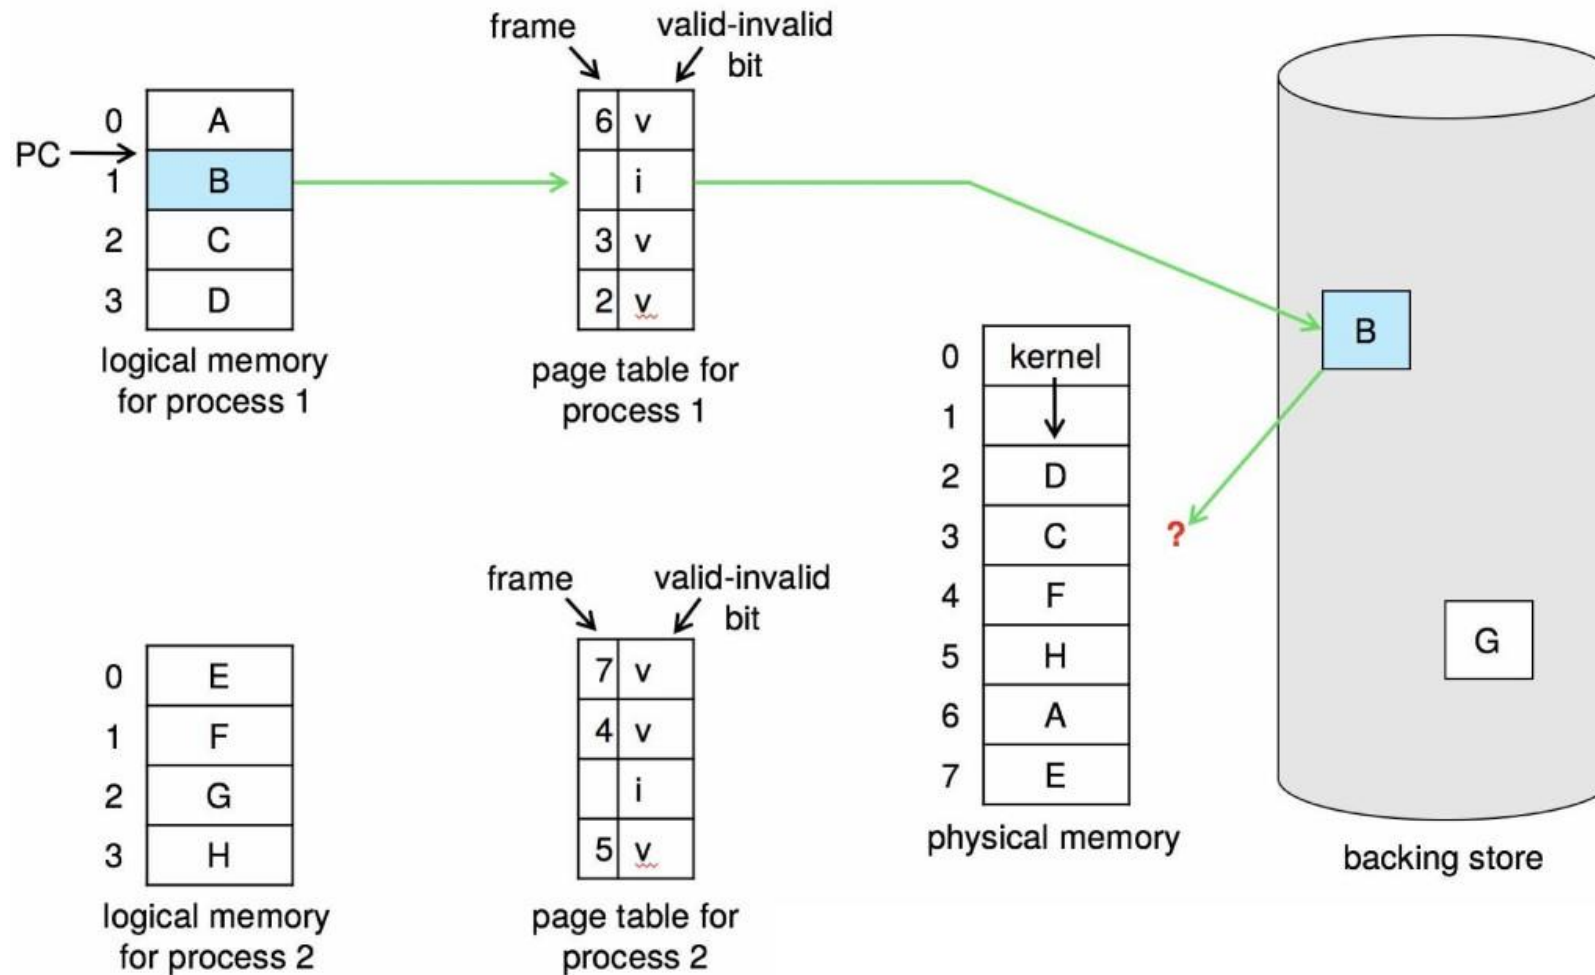 frame
valid-invalid
bit
PC
0 A
1 B
2 C
3 D
logical memory
for process 1
6 v
i
3 v
2 v
page table for
process 1
frame
valid-invalid
bit
0 E
1 F
2 G
3 H
logical memory
for process 2
7 v
4 v
i
5 v
page table for
process 2
0 kernel
1
2 D
3 C
4 F
5 H
6 A
7 E
physical memory
?
B
G
backing store